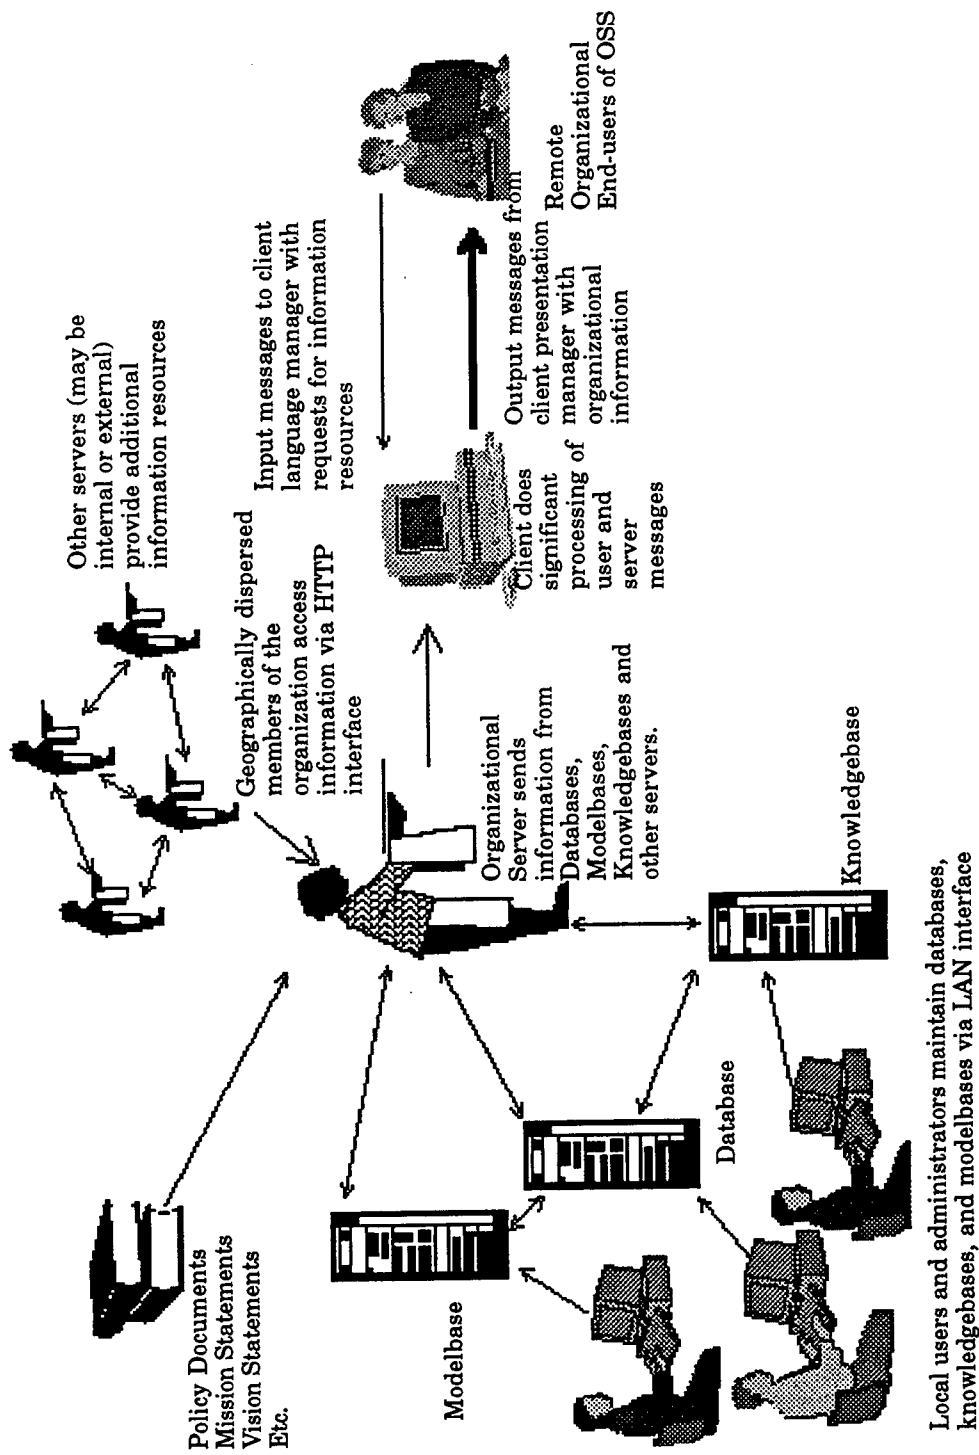 Policy Documents
Mission Statements
Vision Statements
Etc.
Other servers (may be
internal or external)
provide additional
information resources
Geographically dispersed
members of the
organization access
information via HTTP
interface
Input messages to client
language manager with
requests for information
resources
Modelbase
Organizational
Server sends
information from
Databases,
Modelbases,
Knowledgebases and
other servers.
Client does
significant
processing of
user and
server
messages
Output messages from
client presentation
manager with
organizational
information
Remote
Organizational
End-users of OSS
Database
Knowledgebase
Local users and administrators maintain databases,
knowledgebases, and modelbases via LAN interface